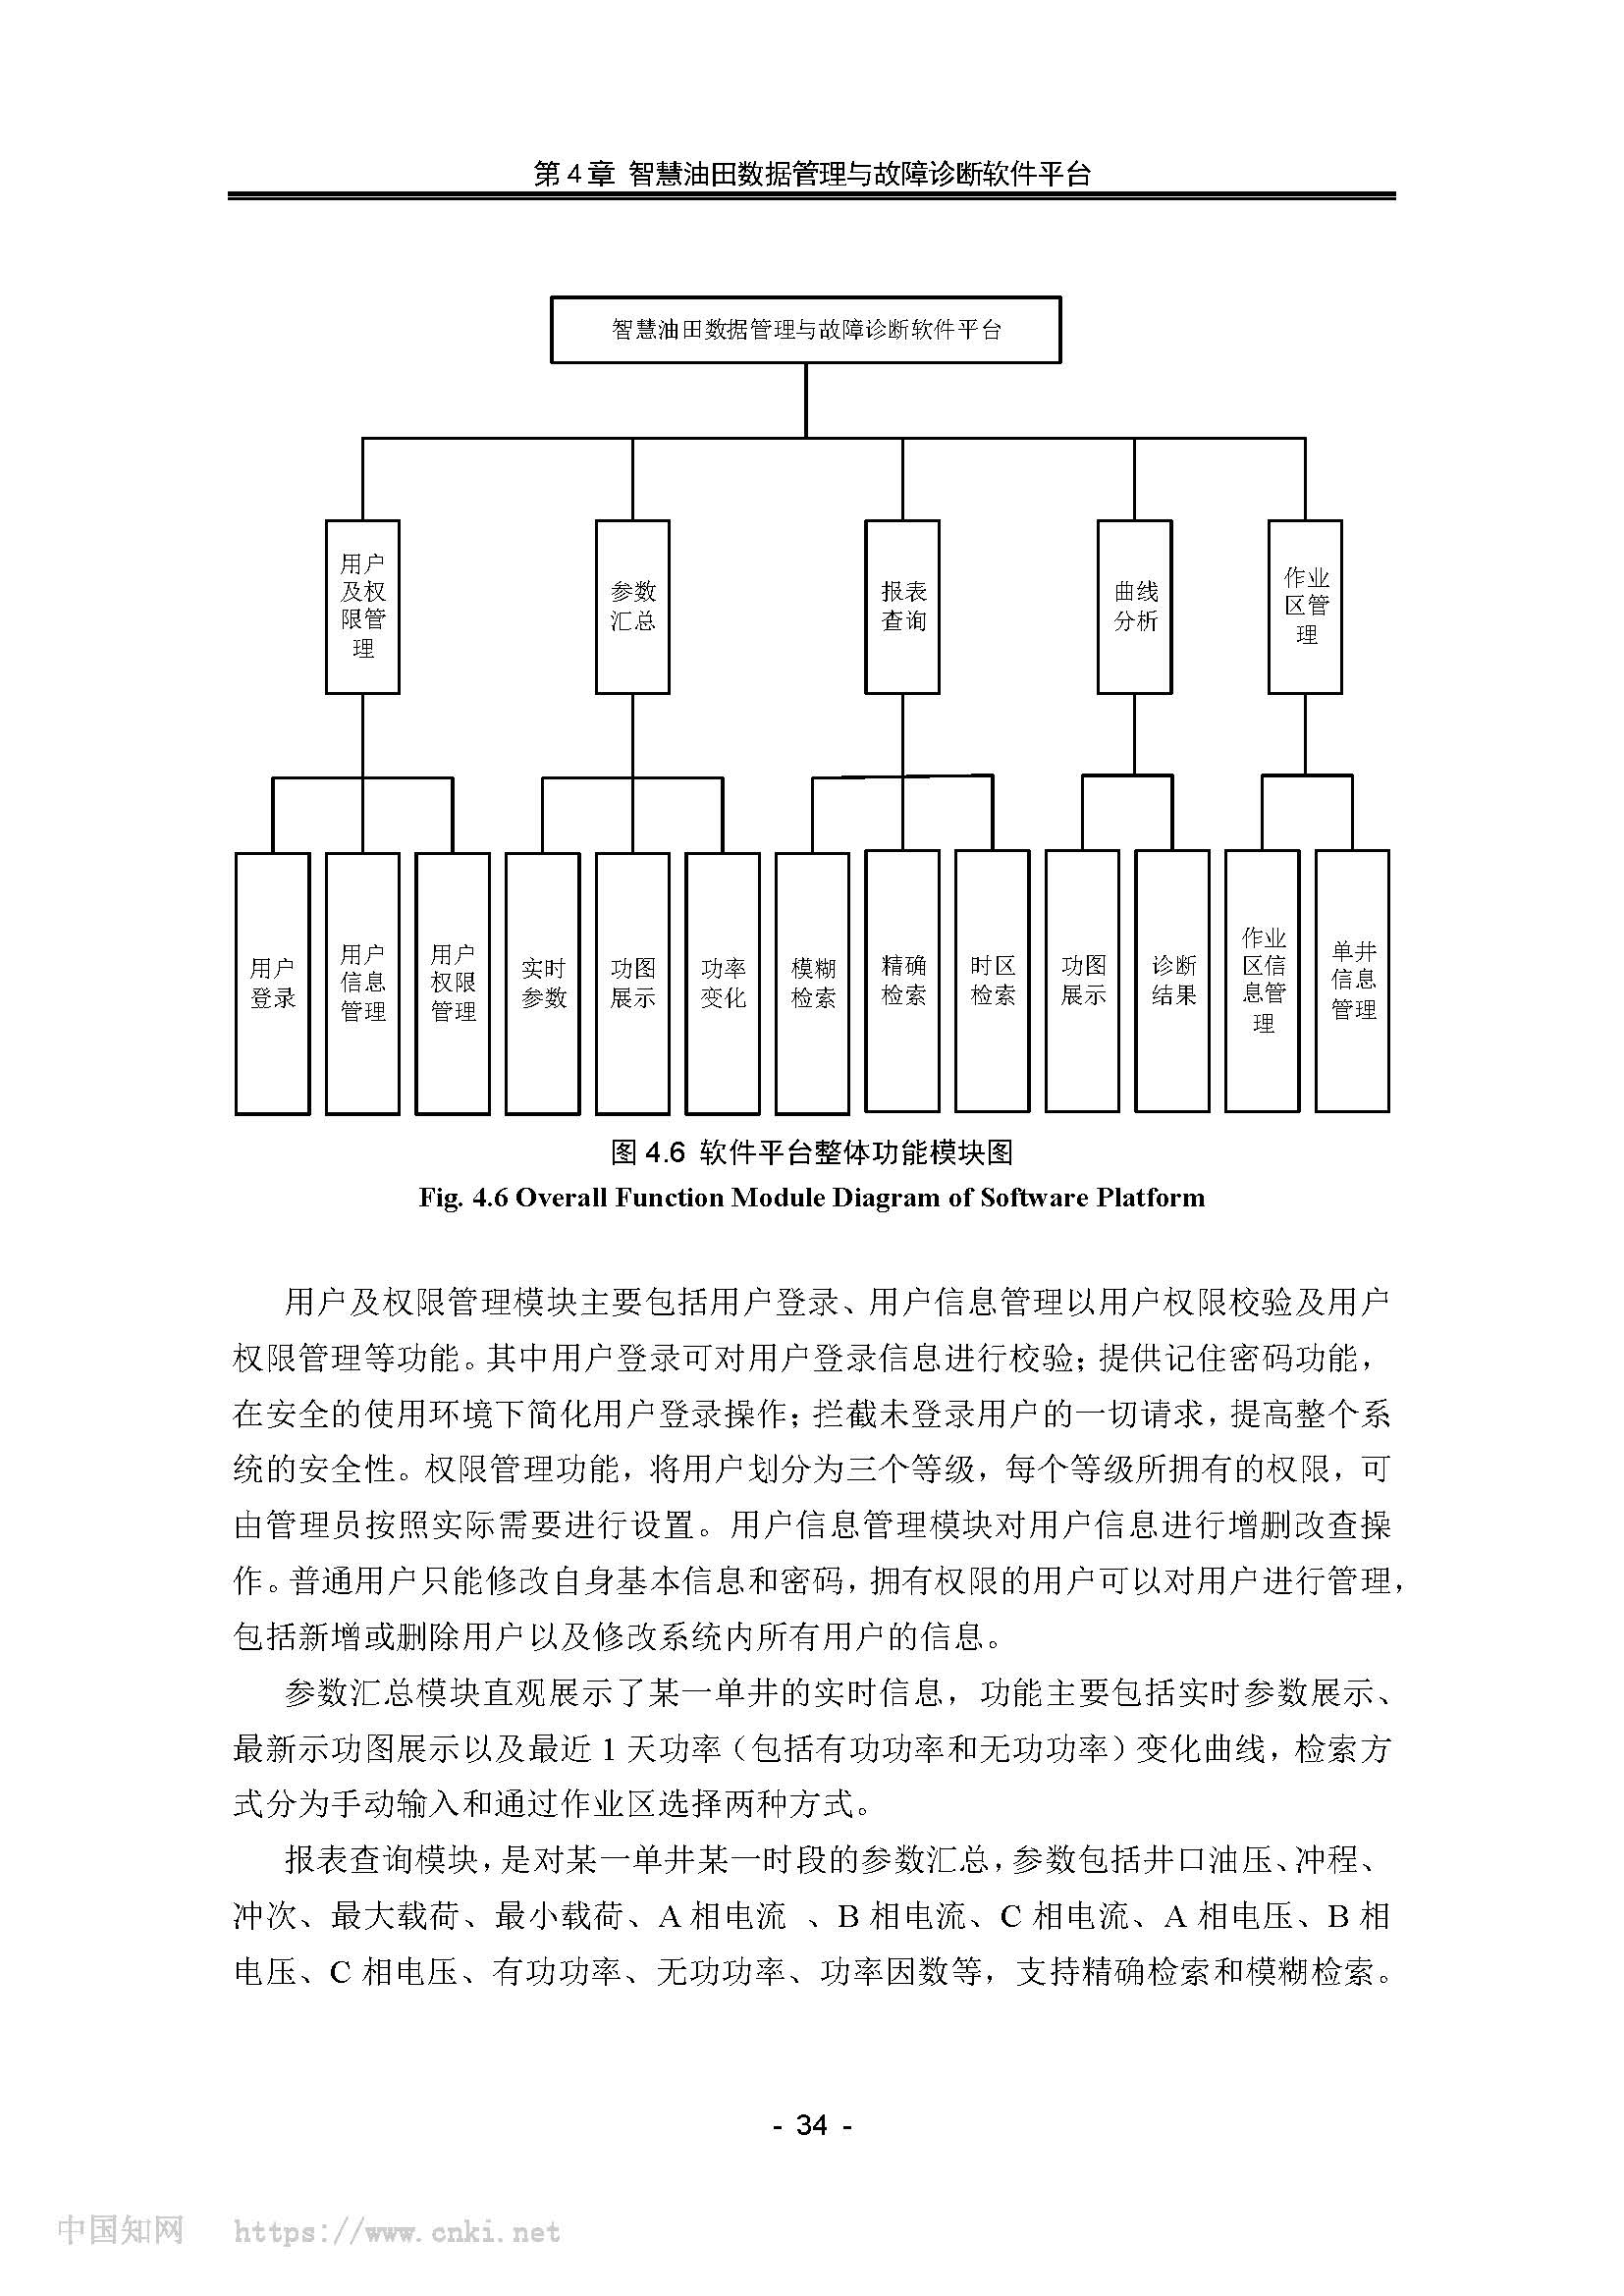 第 4 章 智慧油田数据管理与故障诊断软件平台
智慧油田数据管理与故障诊断软件平台
用户
及权
限管
理
参数
汇总
报表
查询
曲线
分析
作业
区管
理
用户
登录
用户
信息
管理
用户
权限
管理
实时
参数
功图
展示
功率
变化
模糊
检索
精确
检索
时区
检索
功图
展示
诊断
结果
作业
区信
息管
理
单井
信息
管理
图 4.6 软件平台整体功能模块图
Fig. 4.6 Overall Function Module Diagram of Software Platform
用户及权限管理模块主要包括用户登录、用户信息管理以用户权限校验及用户
权限管理等功能。其中用户登录可对用户登录信息进行校验；提供记住密码功能，
在安全的使用环境下简化用户登录操作；拦截未登录用户的一切请求，提高整个系
统的安全性。权限管理功能，将用户划分为三个等级，每个等级所拥有的权限，可
由管理员按照实际需要进行设置。用户信息管理模块对用户信息进行增删改查操
作。普通用户只能修改自身基本信息和密码，拥有权限的用户可以对用户进行管理，
包括新增或删除用户以及修改系统内所有用户的信息。
参数汇总模块直观展示了某一单井的实时信息，功能主要包括实时参数展示、
最新示功图展示以及最近 1 天功率（包括有功功率和无功功率）变化曲线，检索方
式分为手动输入和通过作业区选择两种方式。
报表查询模块，是对某一单井某一时段的参数汇总，参数包括井口油压、冲程、
冲次、最大载荷、最小载荷、A 相电流 、B 相电流、C 相电流、A 相电压、B 相
电压、C 相电压、有功功率、无功功率、功率因数等，支持精确检索和模糊检索。
- 34 -
中国知网 https://www.cnki.net